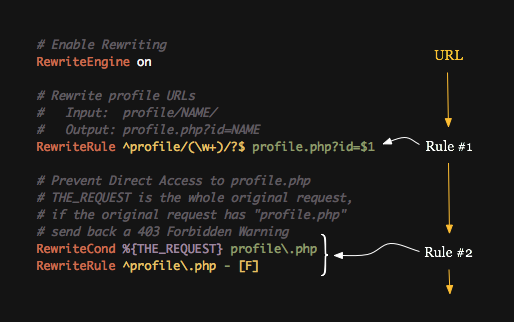 # Enable Rewriting
RewriteEngine on
URL
# Rewrite profile URLs
#   Input:  profile/NAME/
#   Output: profile.php?id=NAME
RewriteRule ^profile/(\w+)/?$ profile.php?id=$1
Rule #1
# Prevent Direct Access to profile.php
# THE_REQUEST is the whole original request,
# if the original request has "profile.php"
# send back a 403 Forbidden Warning
RewriteCond %{THE_REQUEST} profile\.php
RewriteRule ^profile\.php - [F]
Rule #2